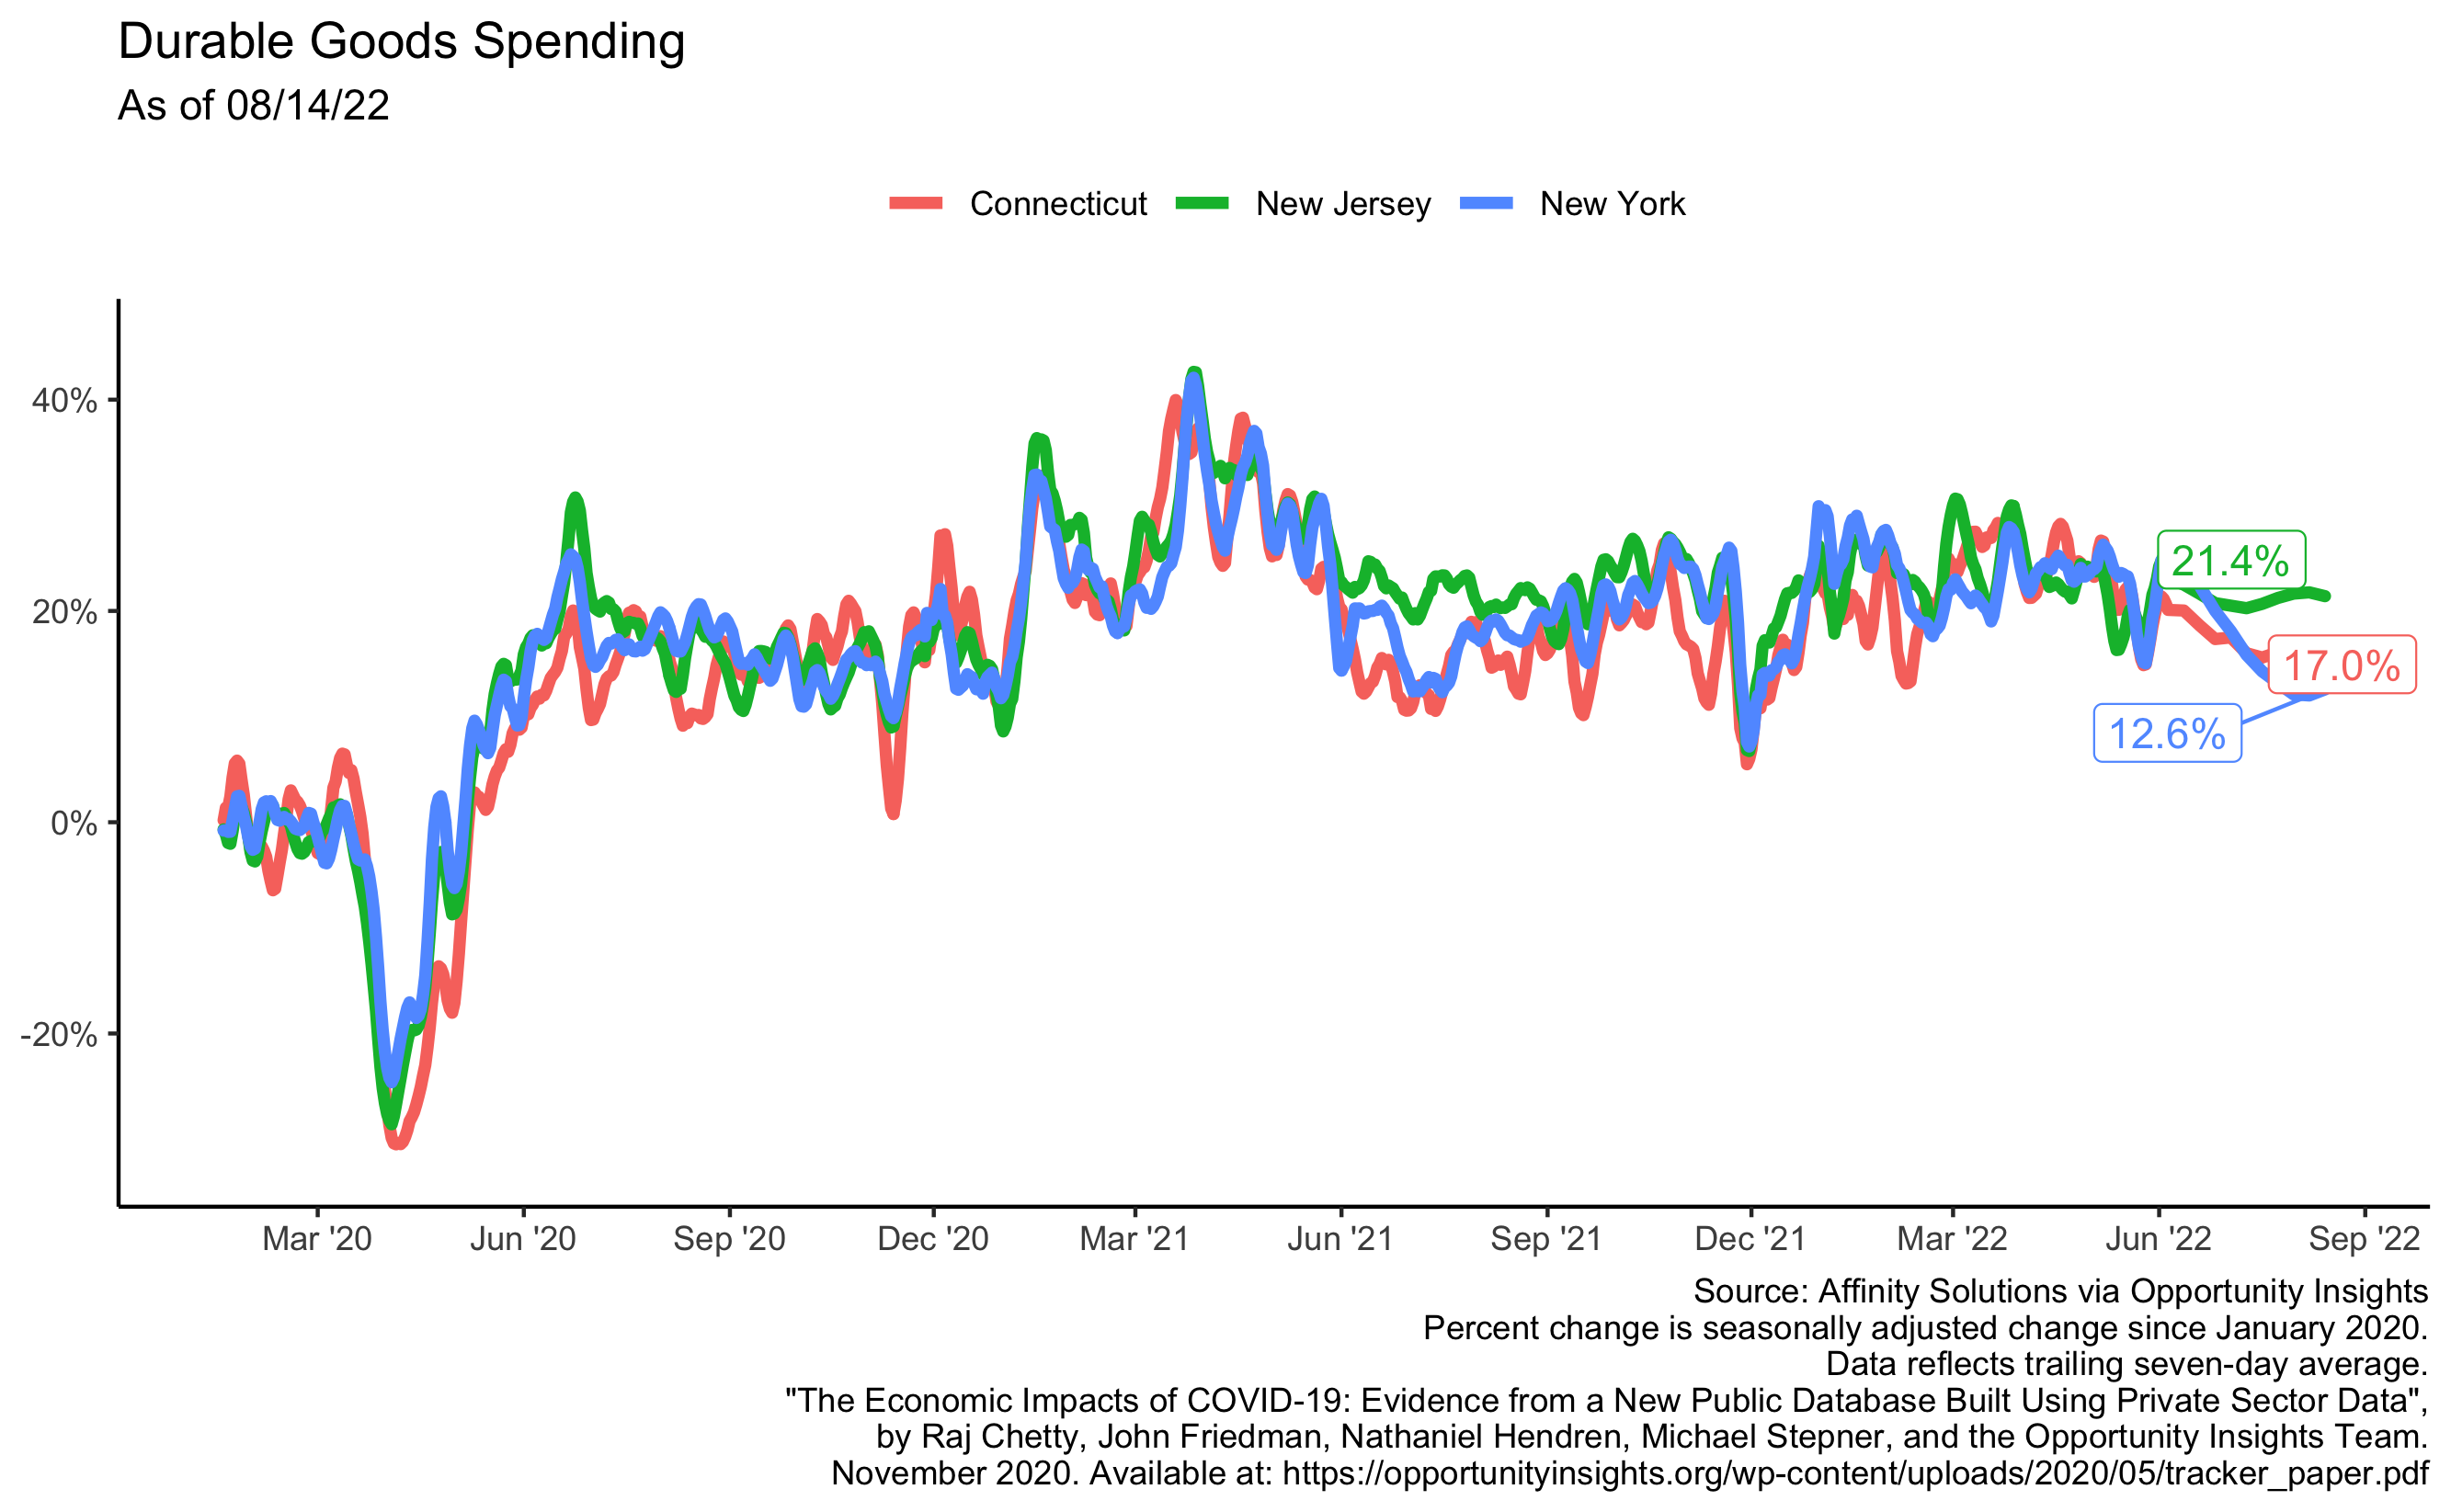 Durable Goods Spending
As of 08/14/22
Connecticut New Jersey New York
40%
20%
0%
-20%
21.4%
17.0%
12.6%
Mar '20 Jun '20 Sep '20 Dec '20 Mar '21 Jun '21 Sep '21 Dec '21 Mar '22 Jun '22 Sep '22
Source: Affinity Solutions via Opportunity Insights
Percent change is seasonally adjusted change since January 2020.
Data reflects trailing seven-day average.
"The Economic Impacts of COVID-19: Evidence from a New Public Database Built Using Private Sector Data",
by Raj Chetty, John Friedman, Nathaniel Hendren, Michael Stepner, and the Opportunity Insights Team.
November 2020. Available at: https://opportunityinsights.org/wp-content/uploads/2020/05/tracker_paper.pdf